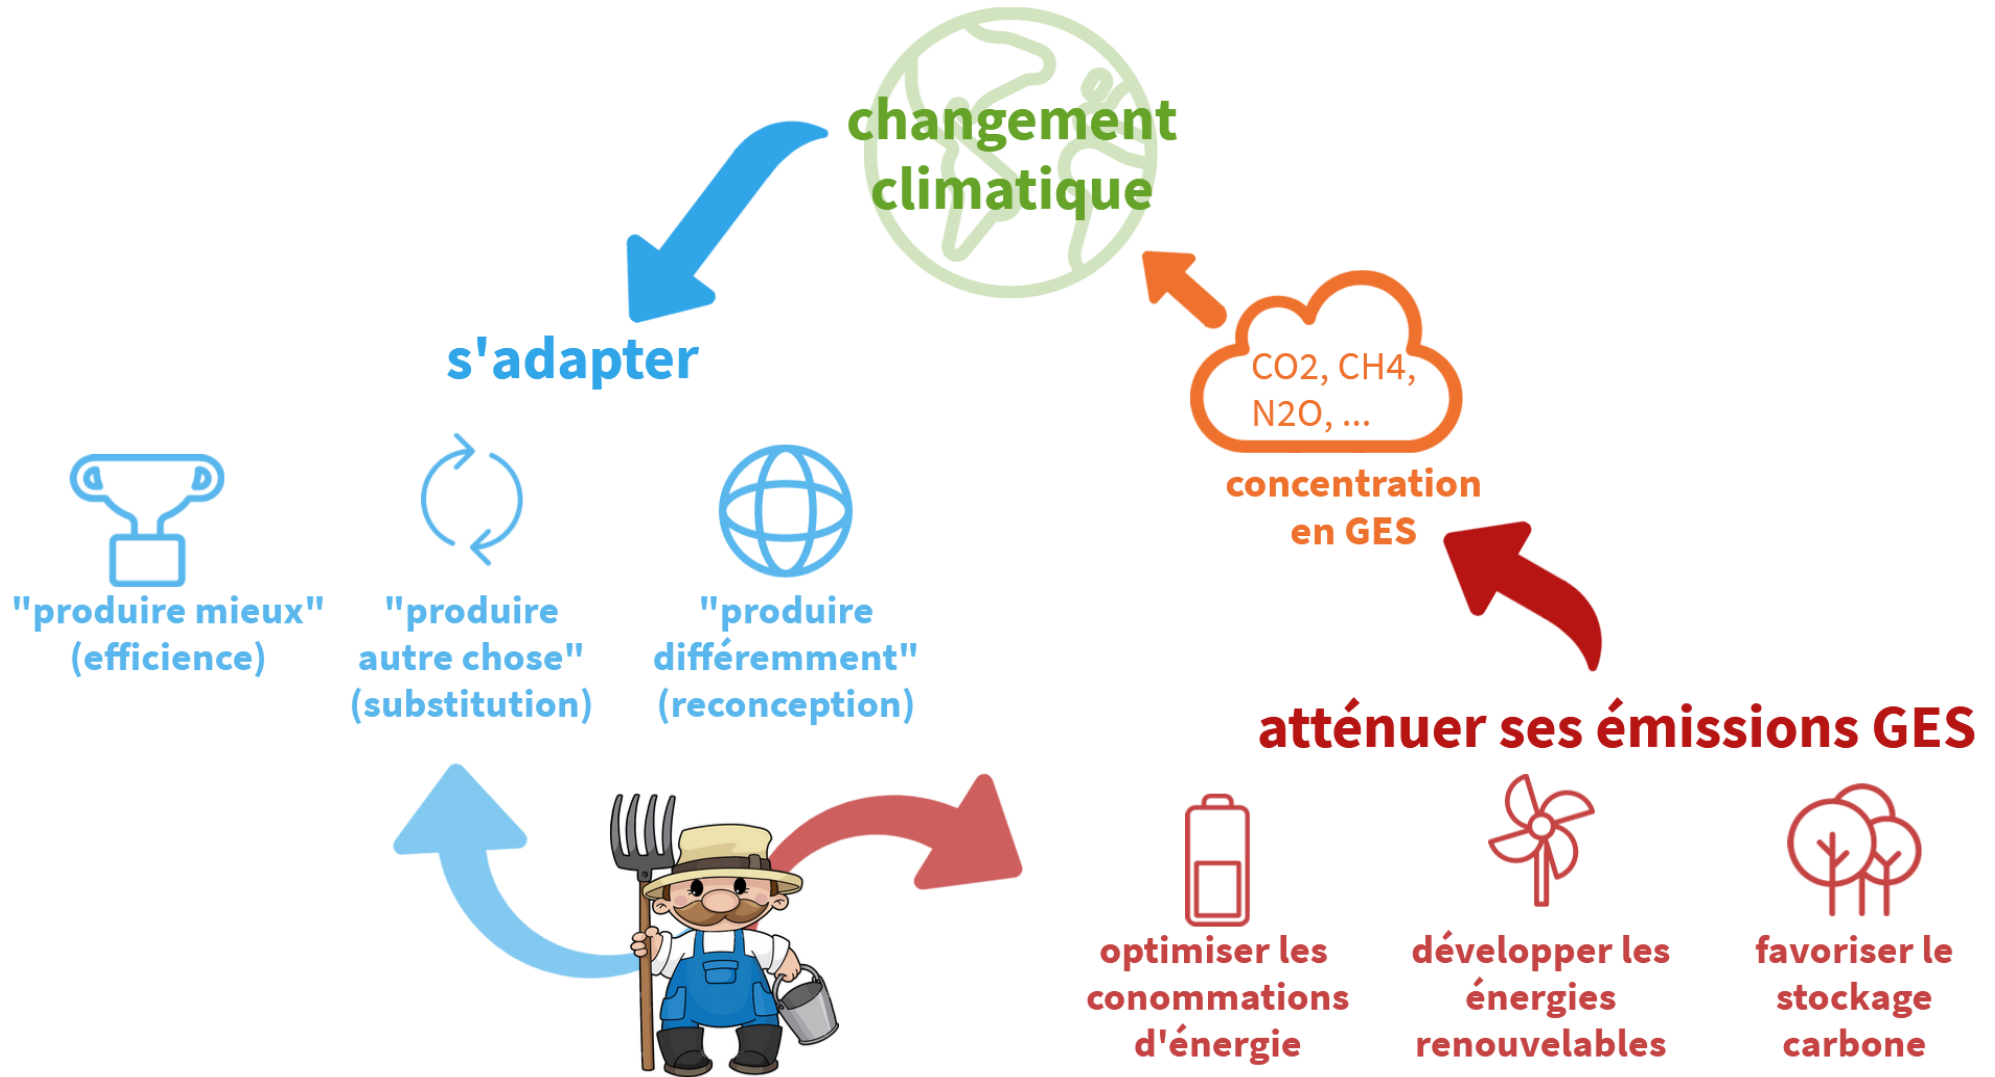 changement
climatique
s'adapter
CO2, CH4,
N2O, ...
concentration
en GES
"produire mieux"
(efficience)
"produire
autre chose"
(substitution)
"produire
différemment"
(reconception)
atténuer ses émissions GES
optimiser les
conommations
d'énergie
développer les
énergies
renouvelables
favoriser le
stockage
carbone